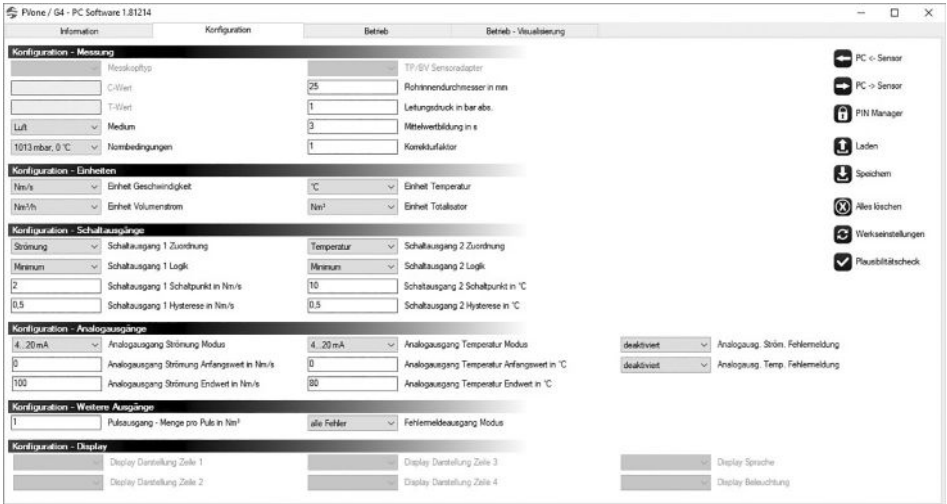 FVone / G4 - PC Software 1.81214
Information Konfiguration Betrieb Betrieb - Visualisierung
Konfiguration - Messung
Messkopftyp TP/BV Sensoradapter
C-Wert 25 Rohrinnendurchmesser in mm
T-Wert 1 Leitungsdruck in bar abs.
Luft Medium 3 Mittelwertbildung in s
1013 mbar, 0 °C Normbedingungen 1 Korrekturfaktor
Konfiguration - Einheiten
Nm/s Einheit Geschwindigkeit °C Einheit Temperatur
Nm³/h Einheit Volumenstrom Nm³ Einheit Totalisator
Konfiguration - Schaltausgänge
Strömung Schaltausgang 1 Zuordnung Temperatur Schaltausgang 2 Zuordnung
Minimum Schaltausgang 1 Logik Minimum Schaltausgang 2 Logik
2 Schaltausgang 1 Schaltpunkt in Nm/s 10 Schaltausgang 2 Schaltpunkt in °C
0,5 Schaltausgang 1 Hysterese in Nm/s 0,5 Schaltausgang 2 Hysterese in °C
Konfiguration - Analogausgänge
4...20 mA Analogausgang Strömung Modus 4...20 mA Analogausgang Temperatur Modus deaktiviert Analogausg. Ström. Fehlermeldung
0 Analogausgang Strömung Anfangswert in Nm/s 0 Analogausgang Temperatur Anfangswert in °C deaktiviert Analogausg. Temp. Fehlermeldung
100 Analogausgang Strömung Endwert in Nm/s 80 Analogausgang Temperatur Endwert in °C
Konfiguration - Weitere Ausgänge
1 Pulsausgang - Menge pro Puls in Nm³ alle Fehler Fehlermeldeausgang Modus
Konfiguration - Display
Display Darstellung Zeile 1 Display Darstellung Zeile 3 Display Sprache
Display Darstellung Zeile 2 Display Darstellung Zeile 4 Display Beleuchtung
PC <- Sensor
PC -> Sensor
PIN Manager
Laden
Speichern
Alles löschen
Werkseinstellungen
Plausibilitätscheck